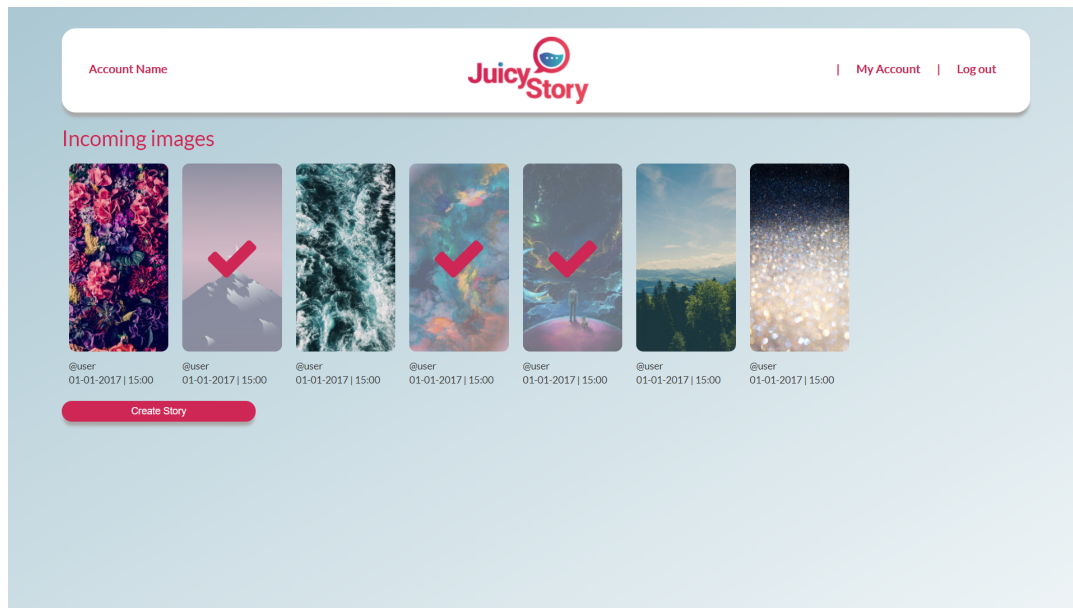 Account Name
Juicy
Story
| My Account | Log out
Incoming images
@user
01-01-2017 | 15:00
@user
01-01-2017 | 15:00
@user
01-01-2017 | 15:00
@user
01-01-2017 | 15:00
@user
01-01-2017 | 15:00
@user
01-01-2017 | 15:00
@user
01-01-2017 | 15:00
Create Story